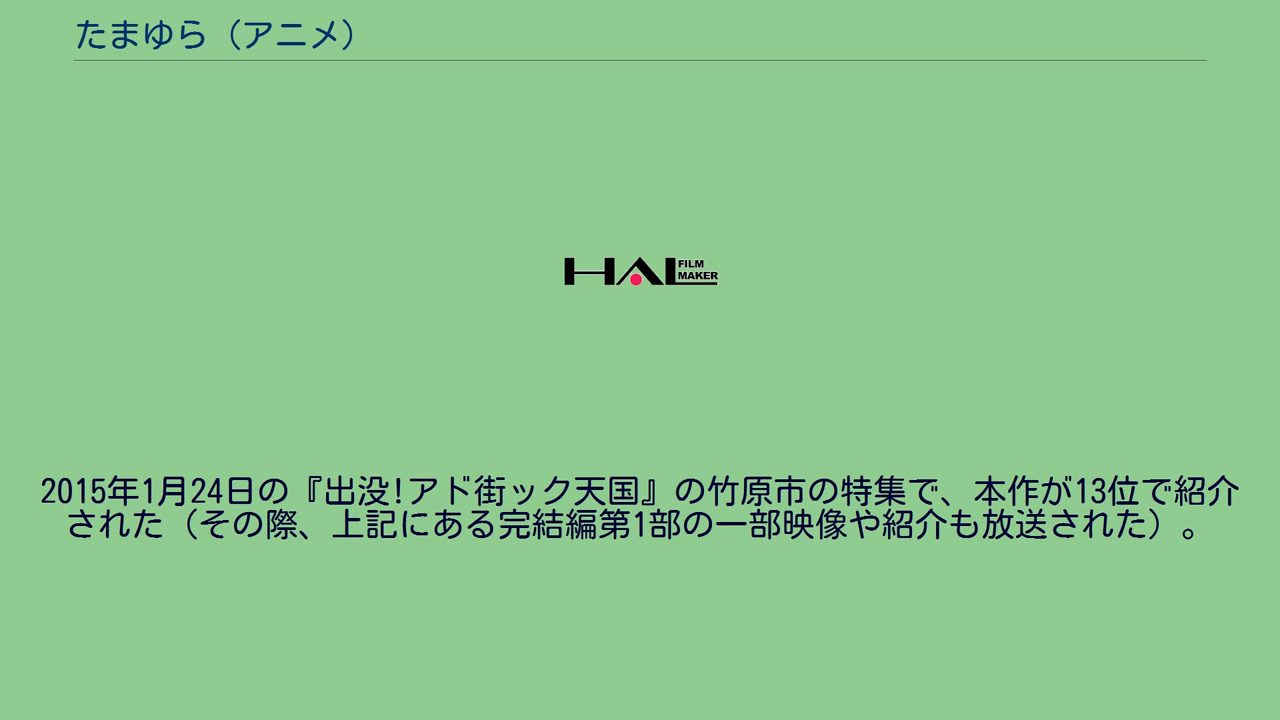 たまゆら（アニメ）
HAL FILM
MAKER
2015年1月24日の『出没!アド街ック天国』の竹原市の特集で、本作が13位で紹介
された（その際、上記にある完結編第1部の一部映像や紹介も放送された）。